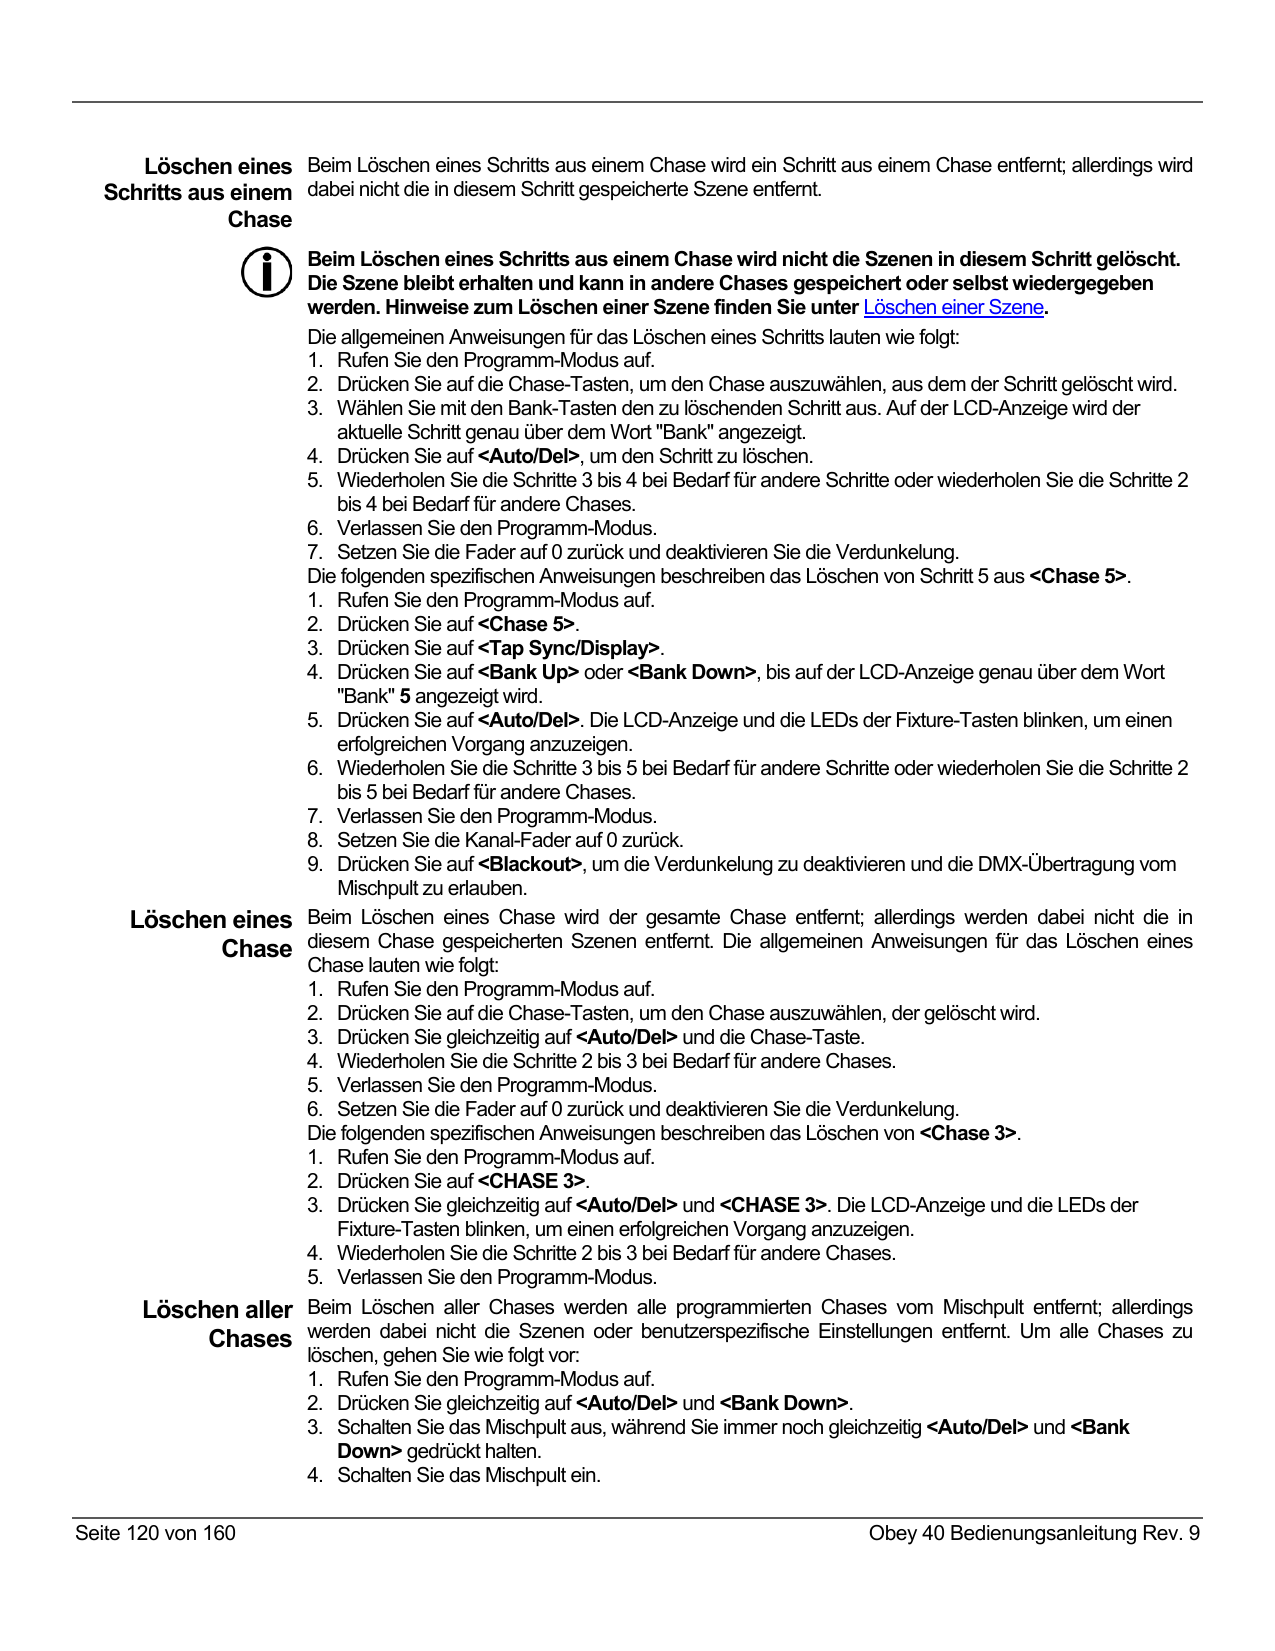 Löschen eines
Schritts aus einem
Chase
Beim Löschen eines Schritts aus einem Chase wird ein Schritt aus einem Chase entfernt; allerdings wird
dabei nicht die in diesem Schritt gespeicherte Szene entfernt.
Beim Löschen eines Schritts aus einem Chase wird nicht die Szenen in diesem Schritt gelöscht.
Die Szene bleibt erhalten und kann in andere Chases gespeichert oder selbst wiedergegeben
werden. Hinweise zum Löschen einer Szene finden Sie unter Löschen einer Szene.
Die allgemeinen Anweisungen für das Löschen eines Schritts lauten wie folgt:
1. Rufen Sie den Programm-Modus auf.
2. Drücken Sie auf die Chase-Tasten, um den Chase auszuwählen, aus dem der Schritt gelöscht wird.
3. Wählen Sie mit den Bank-Tasten den zu löschenden Schritt aus. Auf der LCD-Anzeige wird der
aktuelle Schritt genau über dem Wort "Bank" angezeigt.
4. Drücken Sie auf <Auto/Del>, um den Schritt zu löschen.
5. Wiederholen Sie die Schritte 3 bis 4 bei Bedarf für andere Schritte oder wiederholen Sie die Schritte 2
bis 4 bei Bedarf für andere Chases.
6. Verlassen Sie den Programm-Modus.
7. Setzen Sie die Fader auf 0 zurück und deaktivieren Sie die Verdunkelung.
Die folgenden spezifischen Anweisungen beschreiben das Löschen von Schritt 5 aus <Chase 5>.
1. Rufen Sie den Programm-Modus auf.
2. Drücken Sie auf <Chase 5>.
3. Drücken Sie auf <Tap Sync/Display>.
4. Drücken Sie auf <Bank Up> oder <Bank Down>, bis auf der LCD-Anzeige genau über dem Wort
"Bank" 5 angezeigt wird.
5. Drücken Sie auf <Auto/Del>. Die LCD-Anzeige und die LEDs der Fixture-Tasten blinken, um einen
erfolgreichen Vorgang anzuzeigen.
6. Wiederholen Sie die Schritte 3 bis 5 bei Bedarf für andere Schritte oder wiederholen Sie die Schritte 2
bis 5 bei Bedarf für andere Chases.
7. Verlassen Sie den Programm-Modus.
8. Setzen Sie die Kanal-Fader auf 0 zurück.
9. Drücken Sie auf <Blackout>, um die Verdunkelung zu deaktivieren und die DMX-Übertragung vom
Mischpult zu erlauben.
Löschen eines
Chase
Beim Löschen eines Chase wird der gesamte Chase entfernt; allerdings werden dabei nicht die in
diesem Chase gespeicherten Szenen entfernt. Die allgemeinen Anweisungen für das Löschen eines
Chase lauten wie folgt:
1. Rufen Sie den Programm-Modus auf.
2. Drücken Sie auf die Chase-Tasten, um den Chase auszuwählen, der gelöscht wird.
3. Drücken Sie gleichzeitig auf <Auto/Del> und die Chase-Taste.
4. Wiederholen Sie die Schritte 2 bis 3 bei Bedarf für andere Chases.
5. Verlassen Sie den Programm-Modus.
6. Setzen Sie die Fader auf 0 zurück und deaktivieren Sie die Verdunkelung.
Die folgenden spezifischen Anweisungen beschreiben das Löschen von <Chase 3>.
1. Rufen Sie den Programm-Modus auf.
2. Drücken Sie auf <CHASE 3>.
3. Drücken Sie gleichzeitig auf <Auto/Del> und <CHASE 3>. Die LCD-Anzeige und die LEDs der
Fixture-Tasten blinken, um einen erfolgreichen Vorgang anzuzeigen.
4. Wiederholen Sie die Schritte 2 bis 3 bei Bedarf für andere Chases.
5. Verlassen Sie den Programm-Modus.
Löschen aller
Chases
Beim Löschen aller Chases werden alle programmierten Chases vom Mischpult entfernt; allerdings
werden dabei nicht die Szenen oder benutzerspezifische Einstellungen entfernt. Um alle Chases zu
löschen, gehen Sie wie folgt vor:
1. Rufen Sie den Programm-Modus auf.
2. Drücken Sie gleichzeitig auf <Auto/Del> und <Bank Down>.
3. Schalten Sie das Mischpult aus, während Sie immer noch gleichzeitig <Auto/Del> und <Bank
Down> gedrückt halten.
4. Schalten Sie das Mischpult ein.
Seite 120 von 160
Obey 40 Bedienungsanleitung Rev. 9